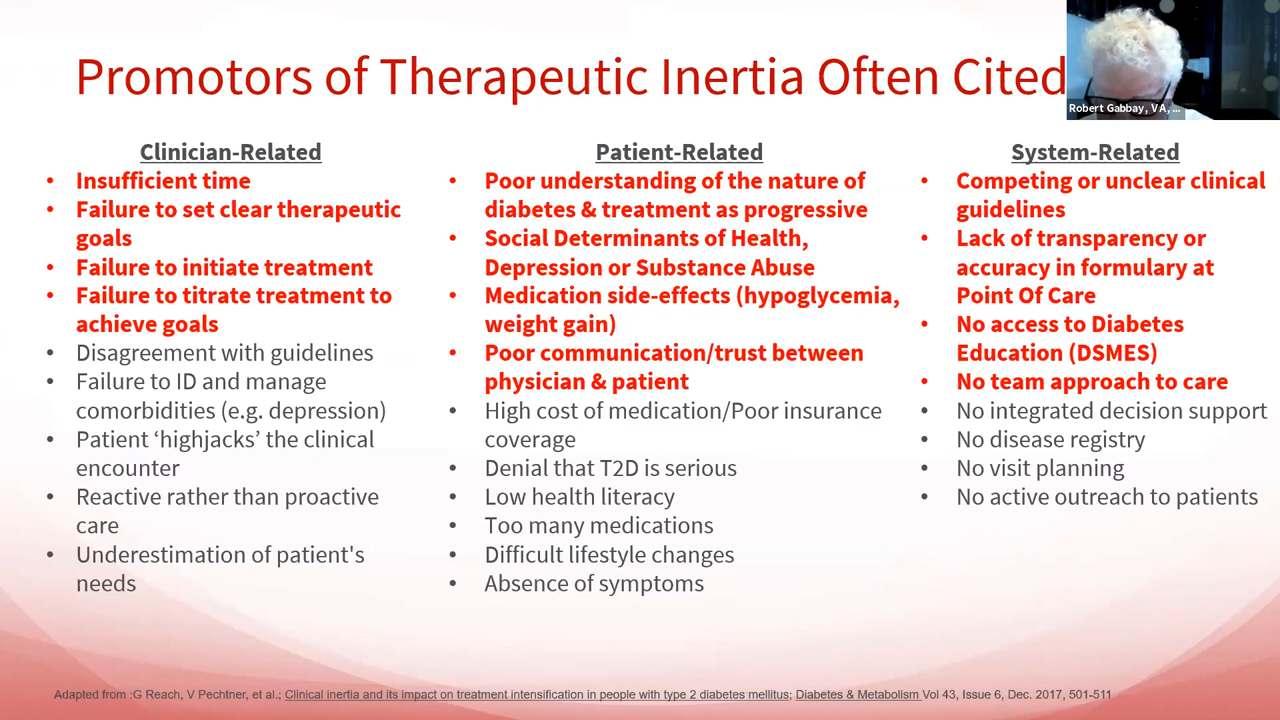 Promotors of Therapeutic Inertia Often Cited
Robert Gabbay, VA, ...
Clinician-Related
• Insufficient time
• Failure to set clear therapeutic
goals
• Failure to initiate treatment
• Failure to titrate treatment to
achieve goals
• Disagreement with guidelines
• Failure to ID and manage
comorbidities (e.g. depression)
• Patient ‘highjacks’ the clinical
encounter
• Reactive rather than proactive
care
• Underestimation of patient's
needs
Patient-Related
• Poor understanding of the nature of
diabetes & treatment as progressive
• Social Determinants of Health,
Depression or Substance Abuse
• Medication side-effects (hypoglycemia,
weight gain)
• Poor communication/trust between
physician & patient
• High cost of medication/Poor insurance
coverage
• Denial that T2D is serious
• Low health literacy
• Too many medications
• Difficult lifestyle changes
• Absence of symptoms
System-Related
• Competing or unclear clinical
guidelines
• Lack of transparency or
accuracy in formulary at
Point Of Care
• No access to Diabetes
Education (DSMES)
• No team approach to care
• No integrated decision support
• No disease registry
• No visit planning
• No active outreach to patients
Adapted from :G Reach, V Pechtner, et al.; Clinical inertia and its impact on treatment intensification in people with type 2 diabetes mellitus; Diabetes & Metabolism Vol 43, Issue 6, Dec. 2017, 501-511